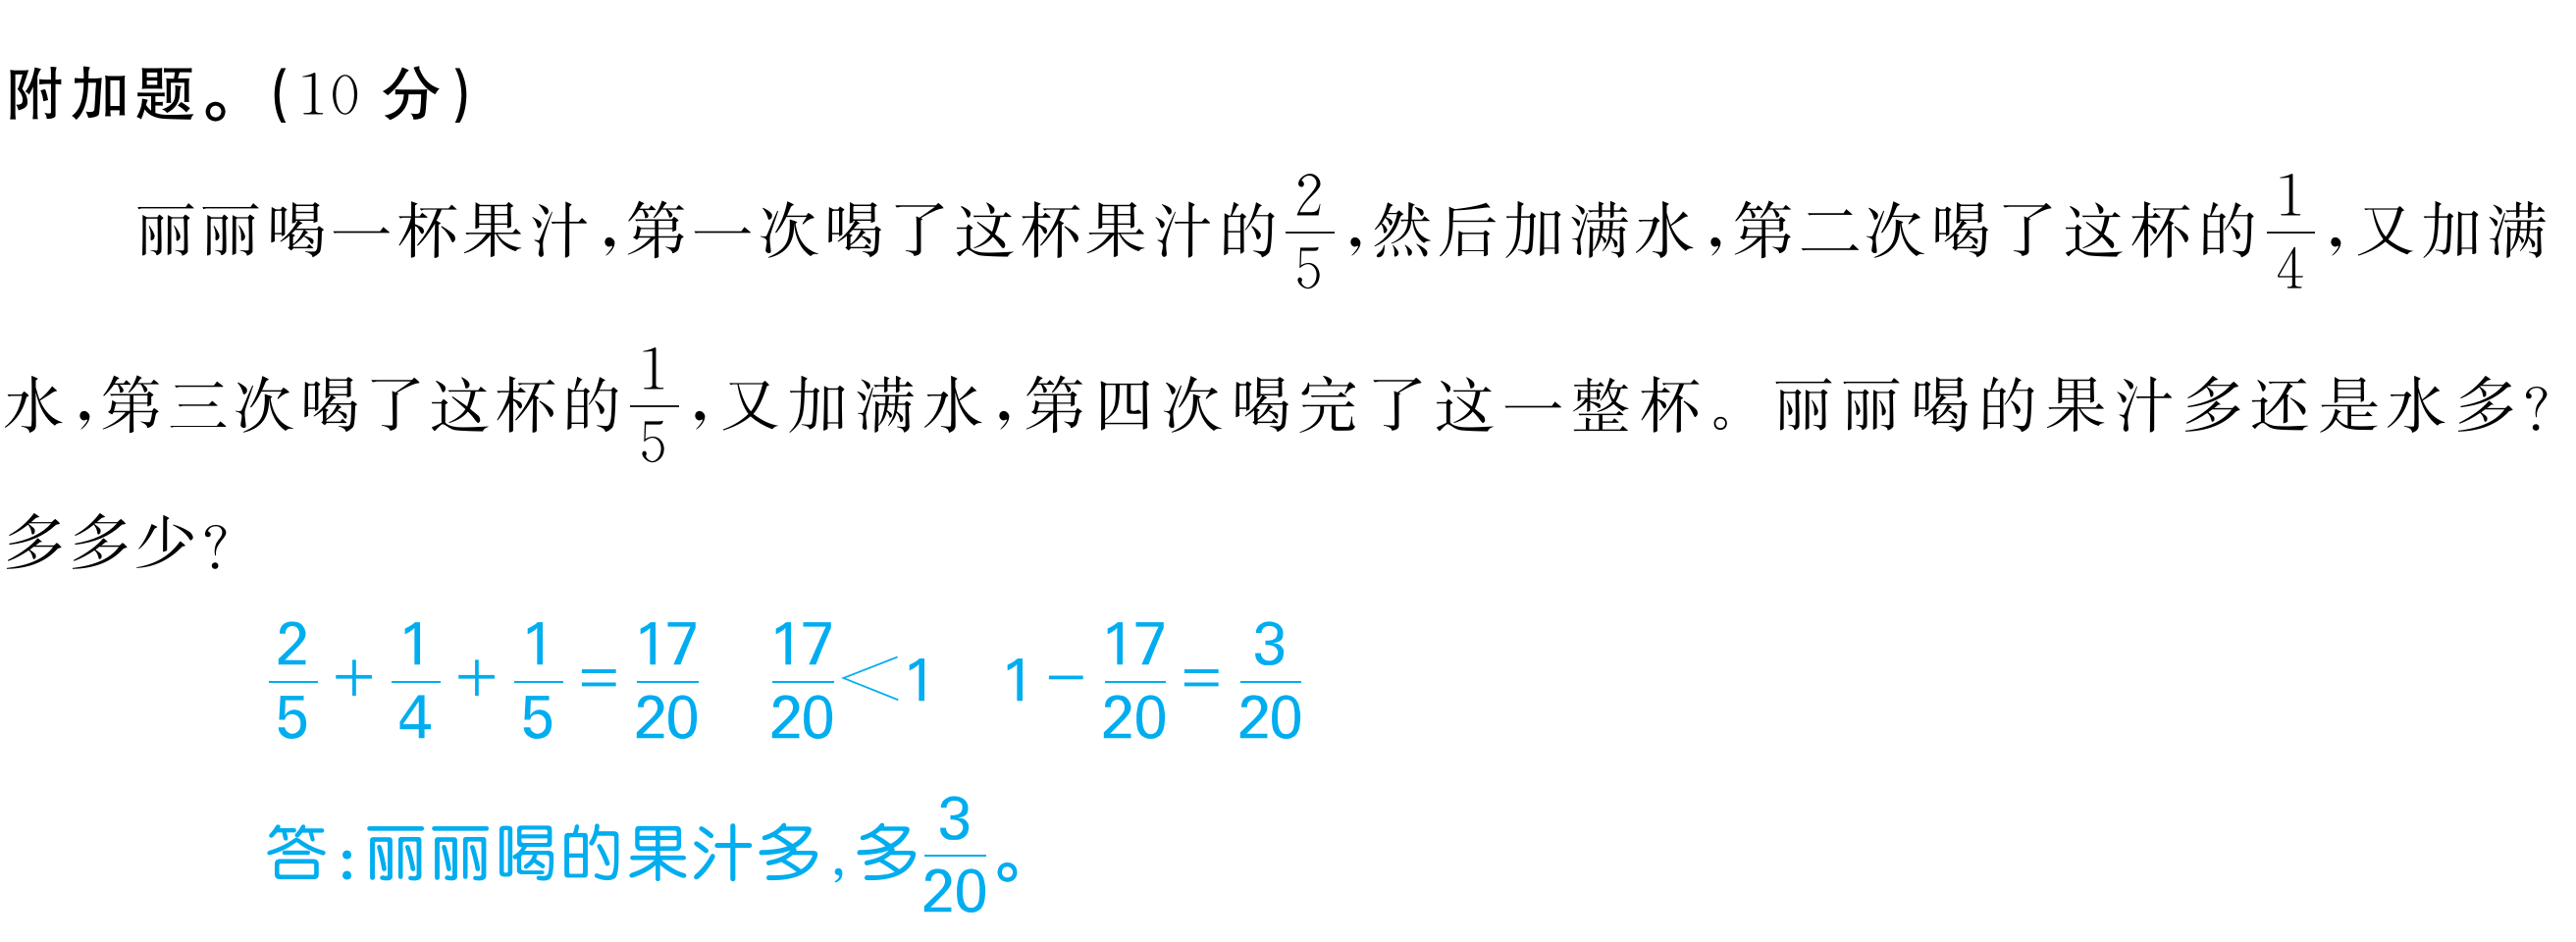 附加题。(10 分)
丽丽喝一杯果汁,第一次喝了这杯果汁的2/5,然后加满水,第二次喝了这杯的1/4,又加满
水,第三次喝了这杯的1/5,又加满水,第四次喝完了这一整杯。丽丽喝的果汁多还是水多?
多多少?
2/5+1/4+1/5=17/20 17/20<1 1-17/20=3/20
答:丽丽喝的果汁多,多3/20。